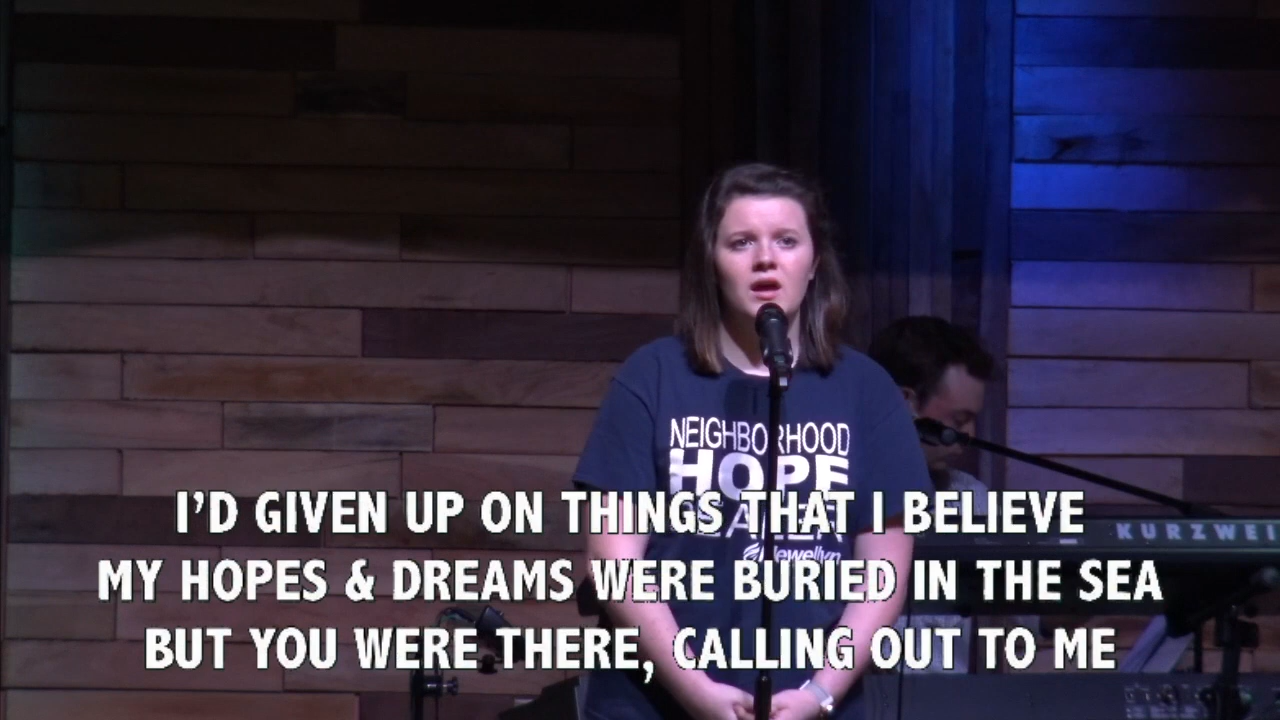 NEIGHBORHOOD
HOPE
I'D GIVEN UP ON THINGS THAT I BELIEVE
Llewellyn
KURZWEI
MY HOPES & DREAMS WERE BURIED IN THE SEA
BUT YOU WERE THERE, CALLING OUT TO ME